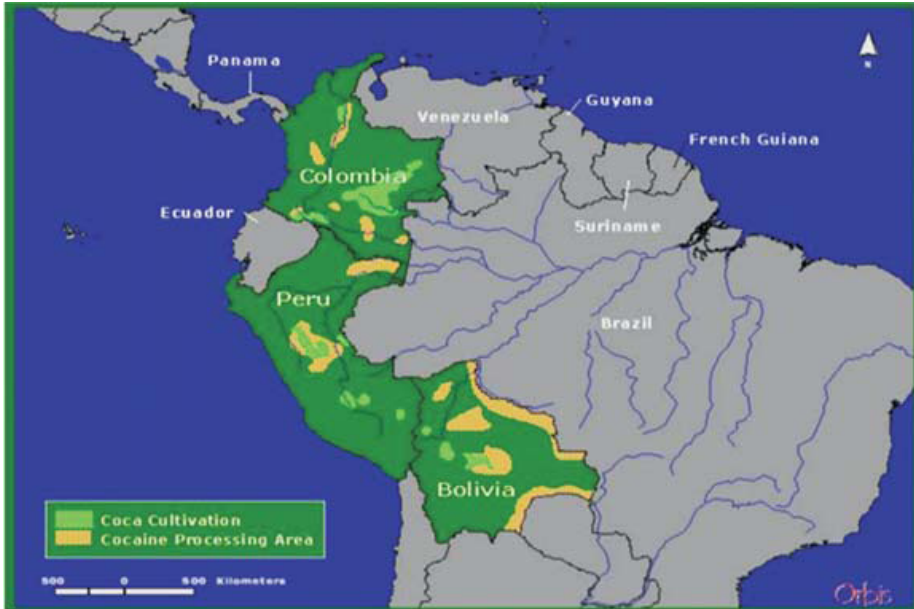 Panama
N
Guyana
Venezuela
French Guiana
Colombia
Ecuador
Suriname
Peru
Brazil
Bolivia
Coca Cultivation
Cocaine Processing Area
500 0 500 Kilometers
Orbis